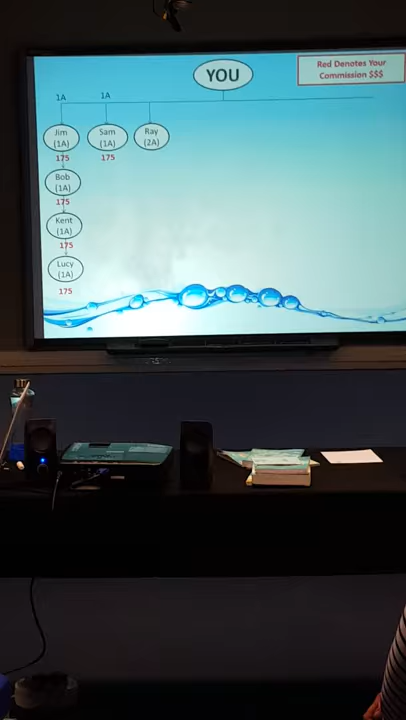 YOU
Red Denotes Your
Commission $$$
1A
1A
Jim
(1A)
Sam
(1A)
Ray
(2A)
175
175
Bob
(1A)
175
Kent
(1A)
175
Lucy
(1A)
175